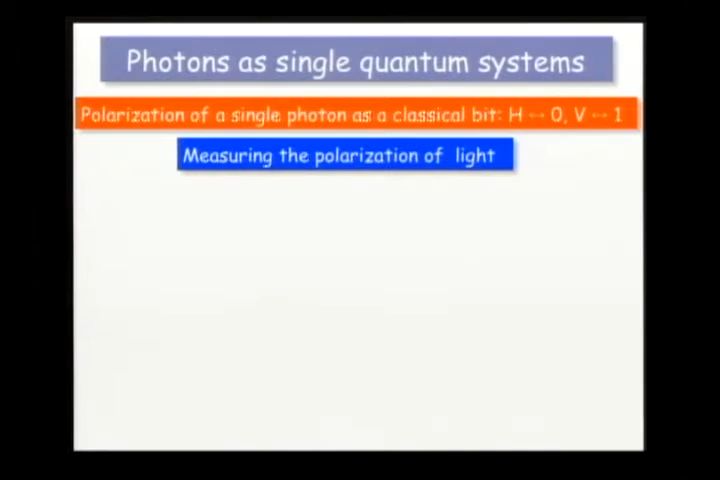 Photons as single quantum systems
Polarization of a single photon as a classical bit: H ↔ 0, V ↔ 1
Measuring the polarization of light